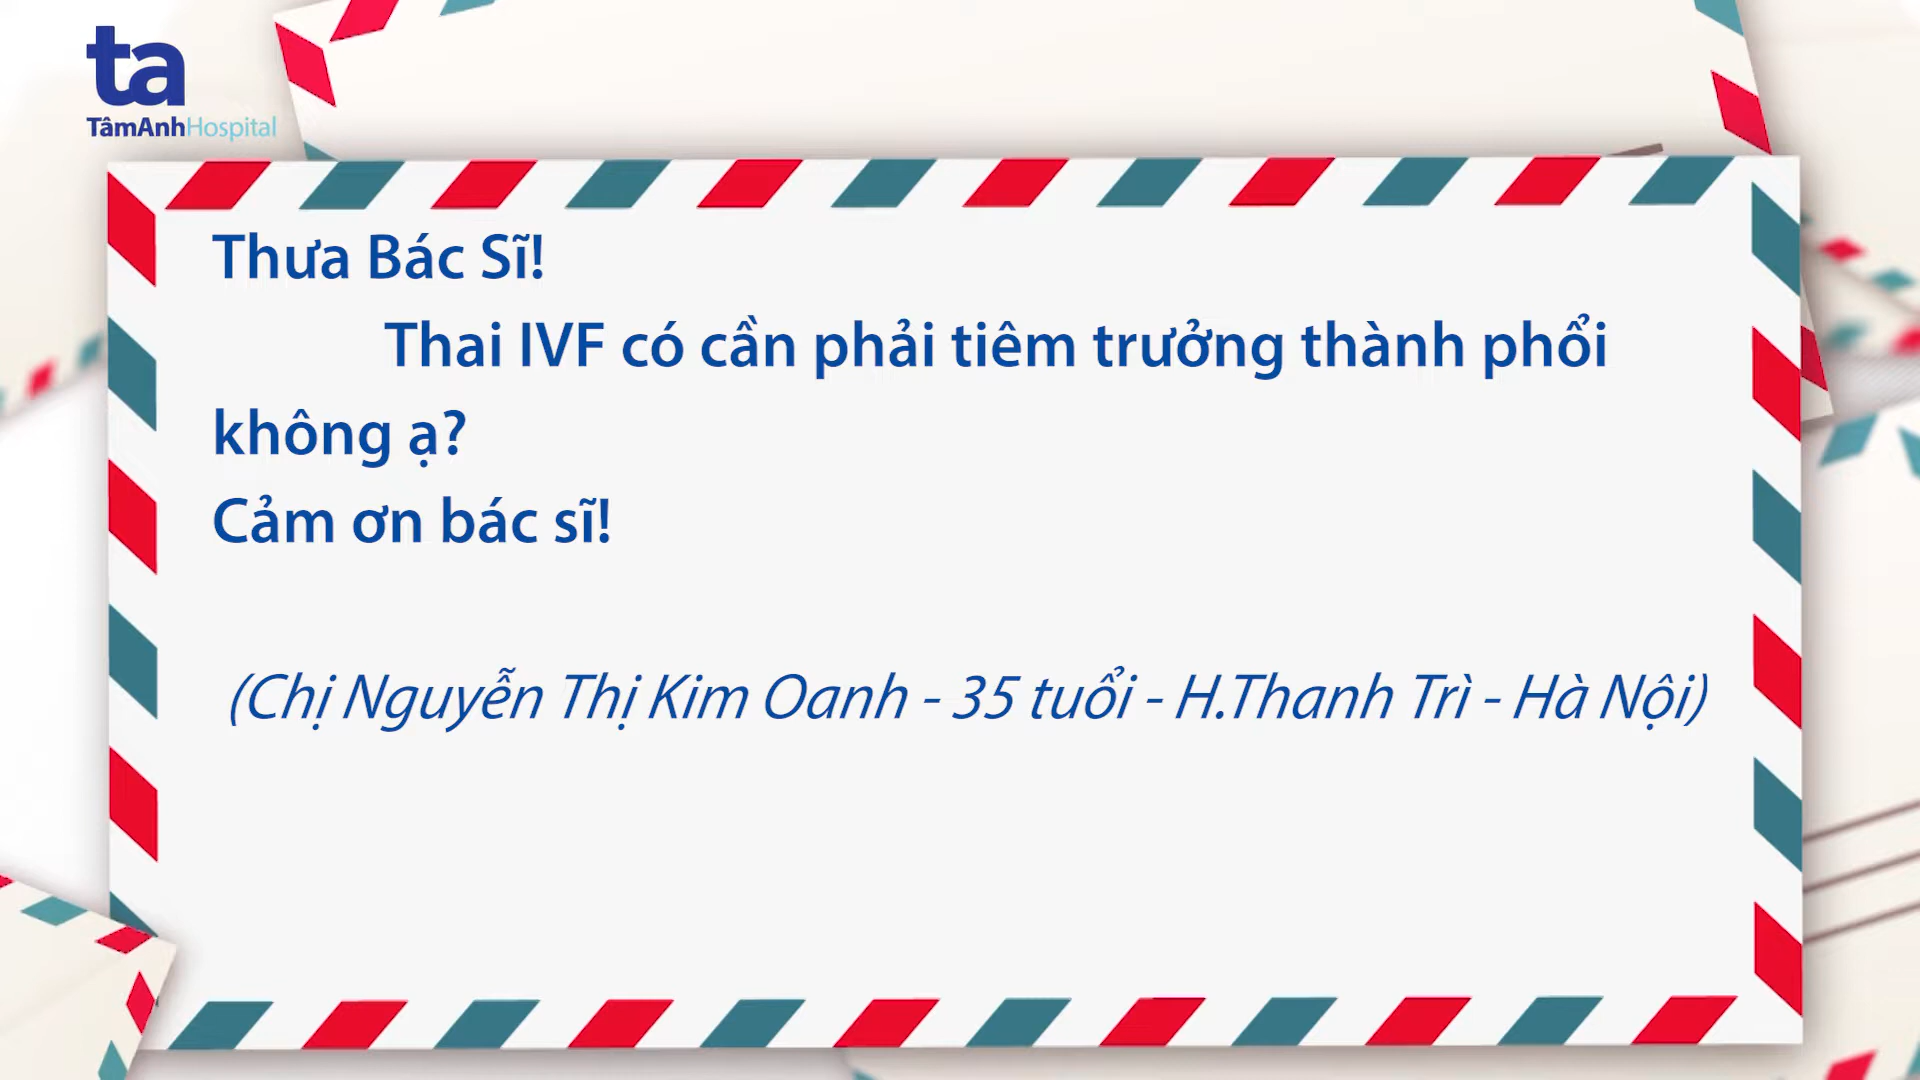 ta
TâmAnhHospital
Thưa Bác Sĩ!
Thai IVF có cần phải tiêm trưởng thành phổi
không ạ?
Cảm ơn bác sĩ!
(Chị Nguyễn Thị Kim Oanh - 35 tuổi - H.Thanh Trì - Hà Nội)